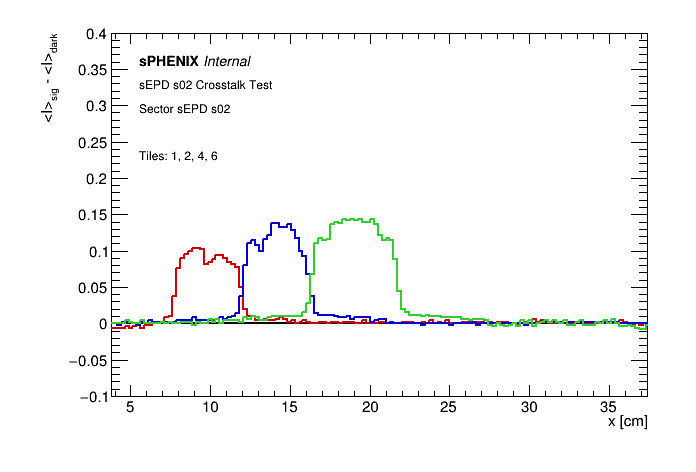 <I>sig - <I>dark
0.4
0.35
0.3
0.25
0.2
0.15
0.1
0.05
0
−0.05
−0.1
sPHENIX Internal
sEPD s02 Crosstalk Test
Sector sEPD s02
Tiles: 1, 2, 4, 6
5 10 15 20 25 30 35
x [cm]